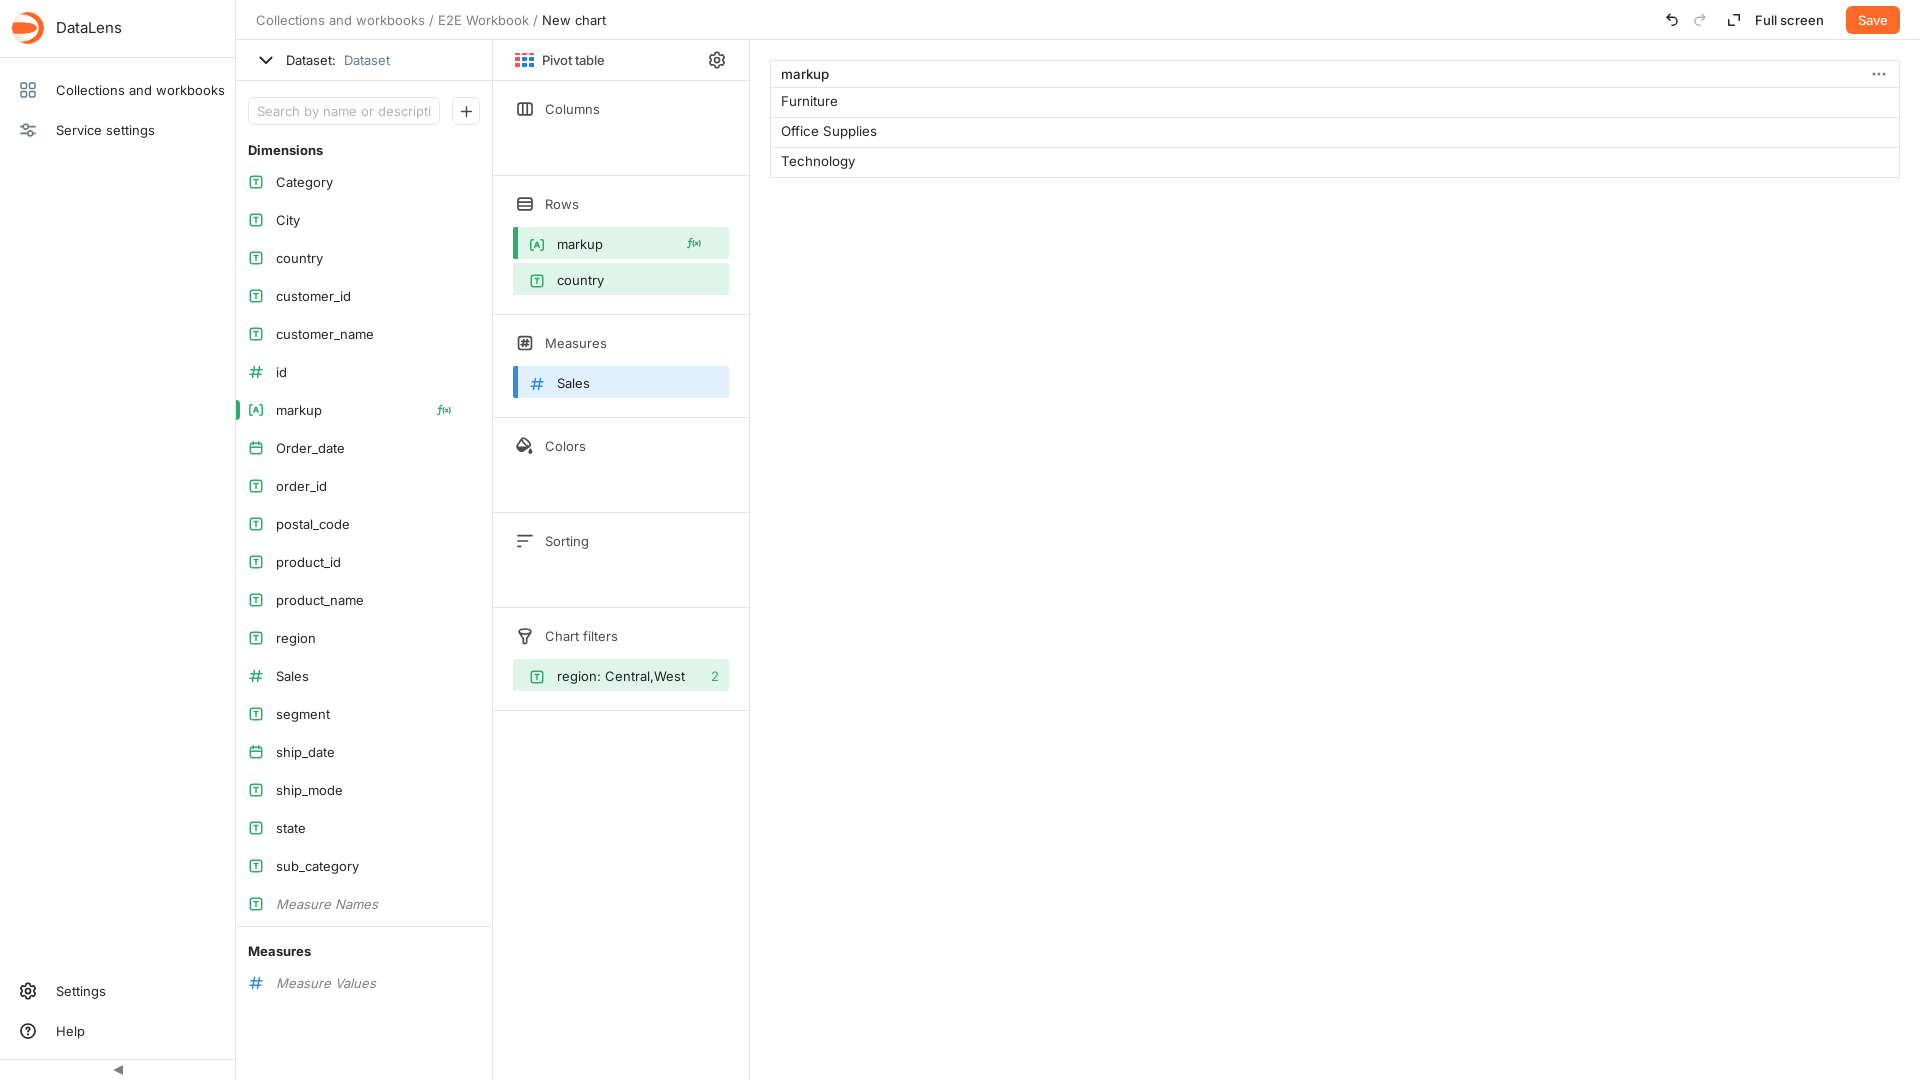 DataLens
Collections and workbooks
Service settings
Settings
Help
Collections and workbooks / E2E Workbook / New chart
Full screen
Save
Dataset: Dataset
Search by name or descripti
Dimensions
Category
City
country
customer_id
customer_name
id
markup
Order_date
order_id
postal_code
product_id
product_name
region
Sales
segment
ship_date
ship_mode
state
sub_category
Measure Names
Measures
Measure Values
Pivot table
Columns
Rows
markup
country
Measures
Sales
Colors
Sorting
Chart filters
region: Central,West 2
markup
Furniture
Office Supplies
Technology